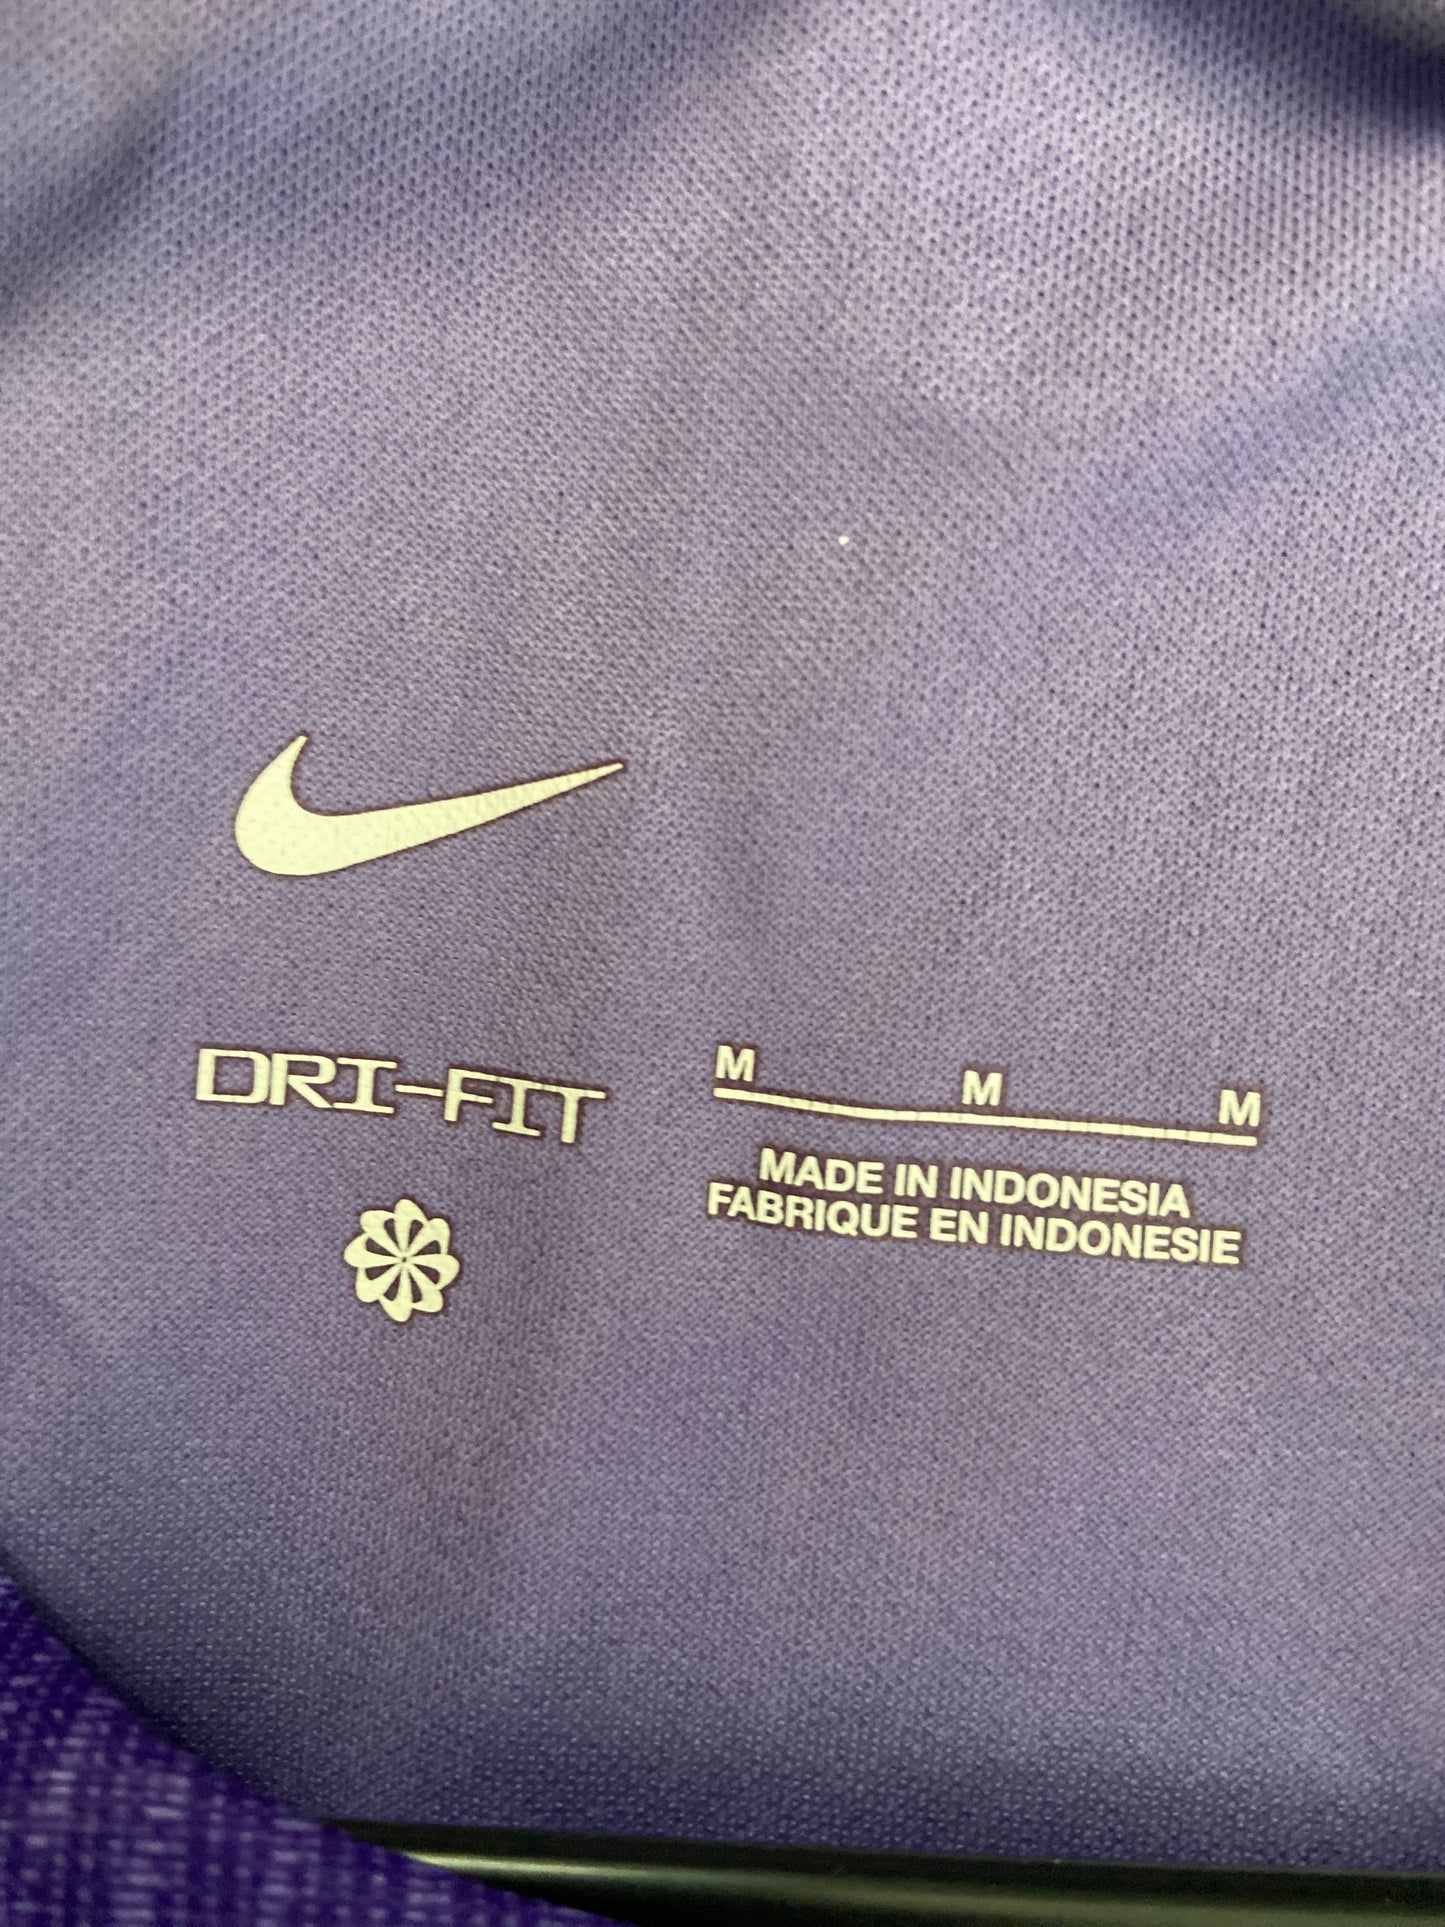 DRI-FIT
M M M
MADE IN INDONESIA
FABRIQUE EN INDONESIE